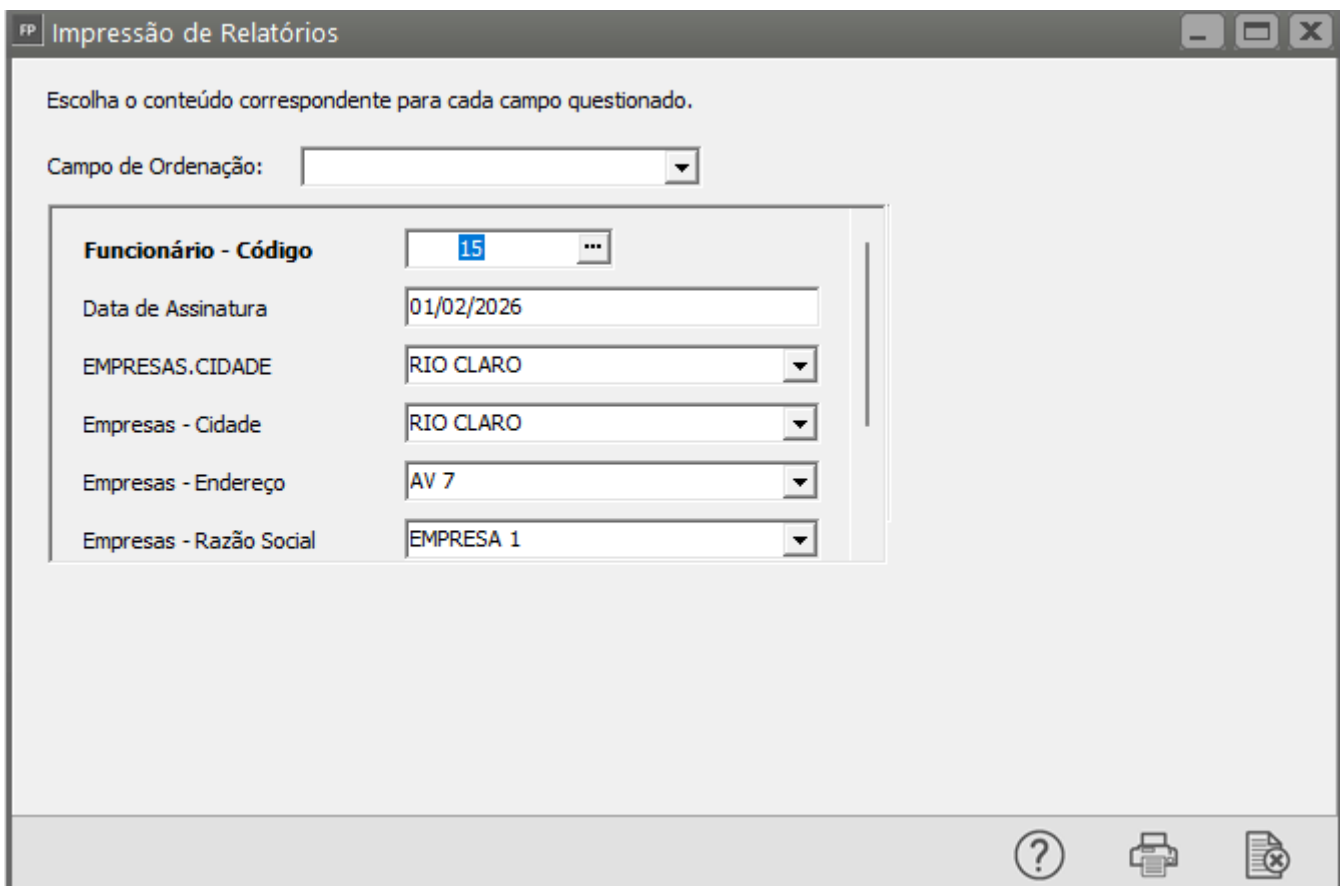 FP Impressão de Relatórios
Escolha o conteúdo correspondente para cada campo questionado.
Campo de Ordenação:
Funcionário - Código 15 ...
Data de Assinatura 01/02/2026
EMPRESAS.CIDADE RIO CLARO
Empresas - Cidade RIO CLARO
Empresas - Endereço AV 7
Empresas - Razão Social EMPRESA 1
?